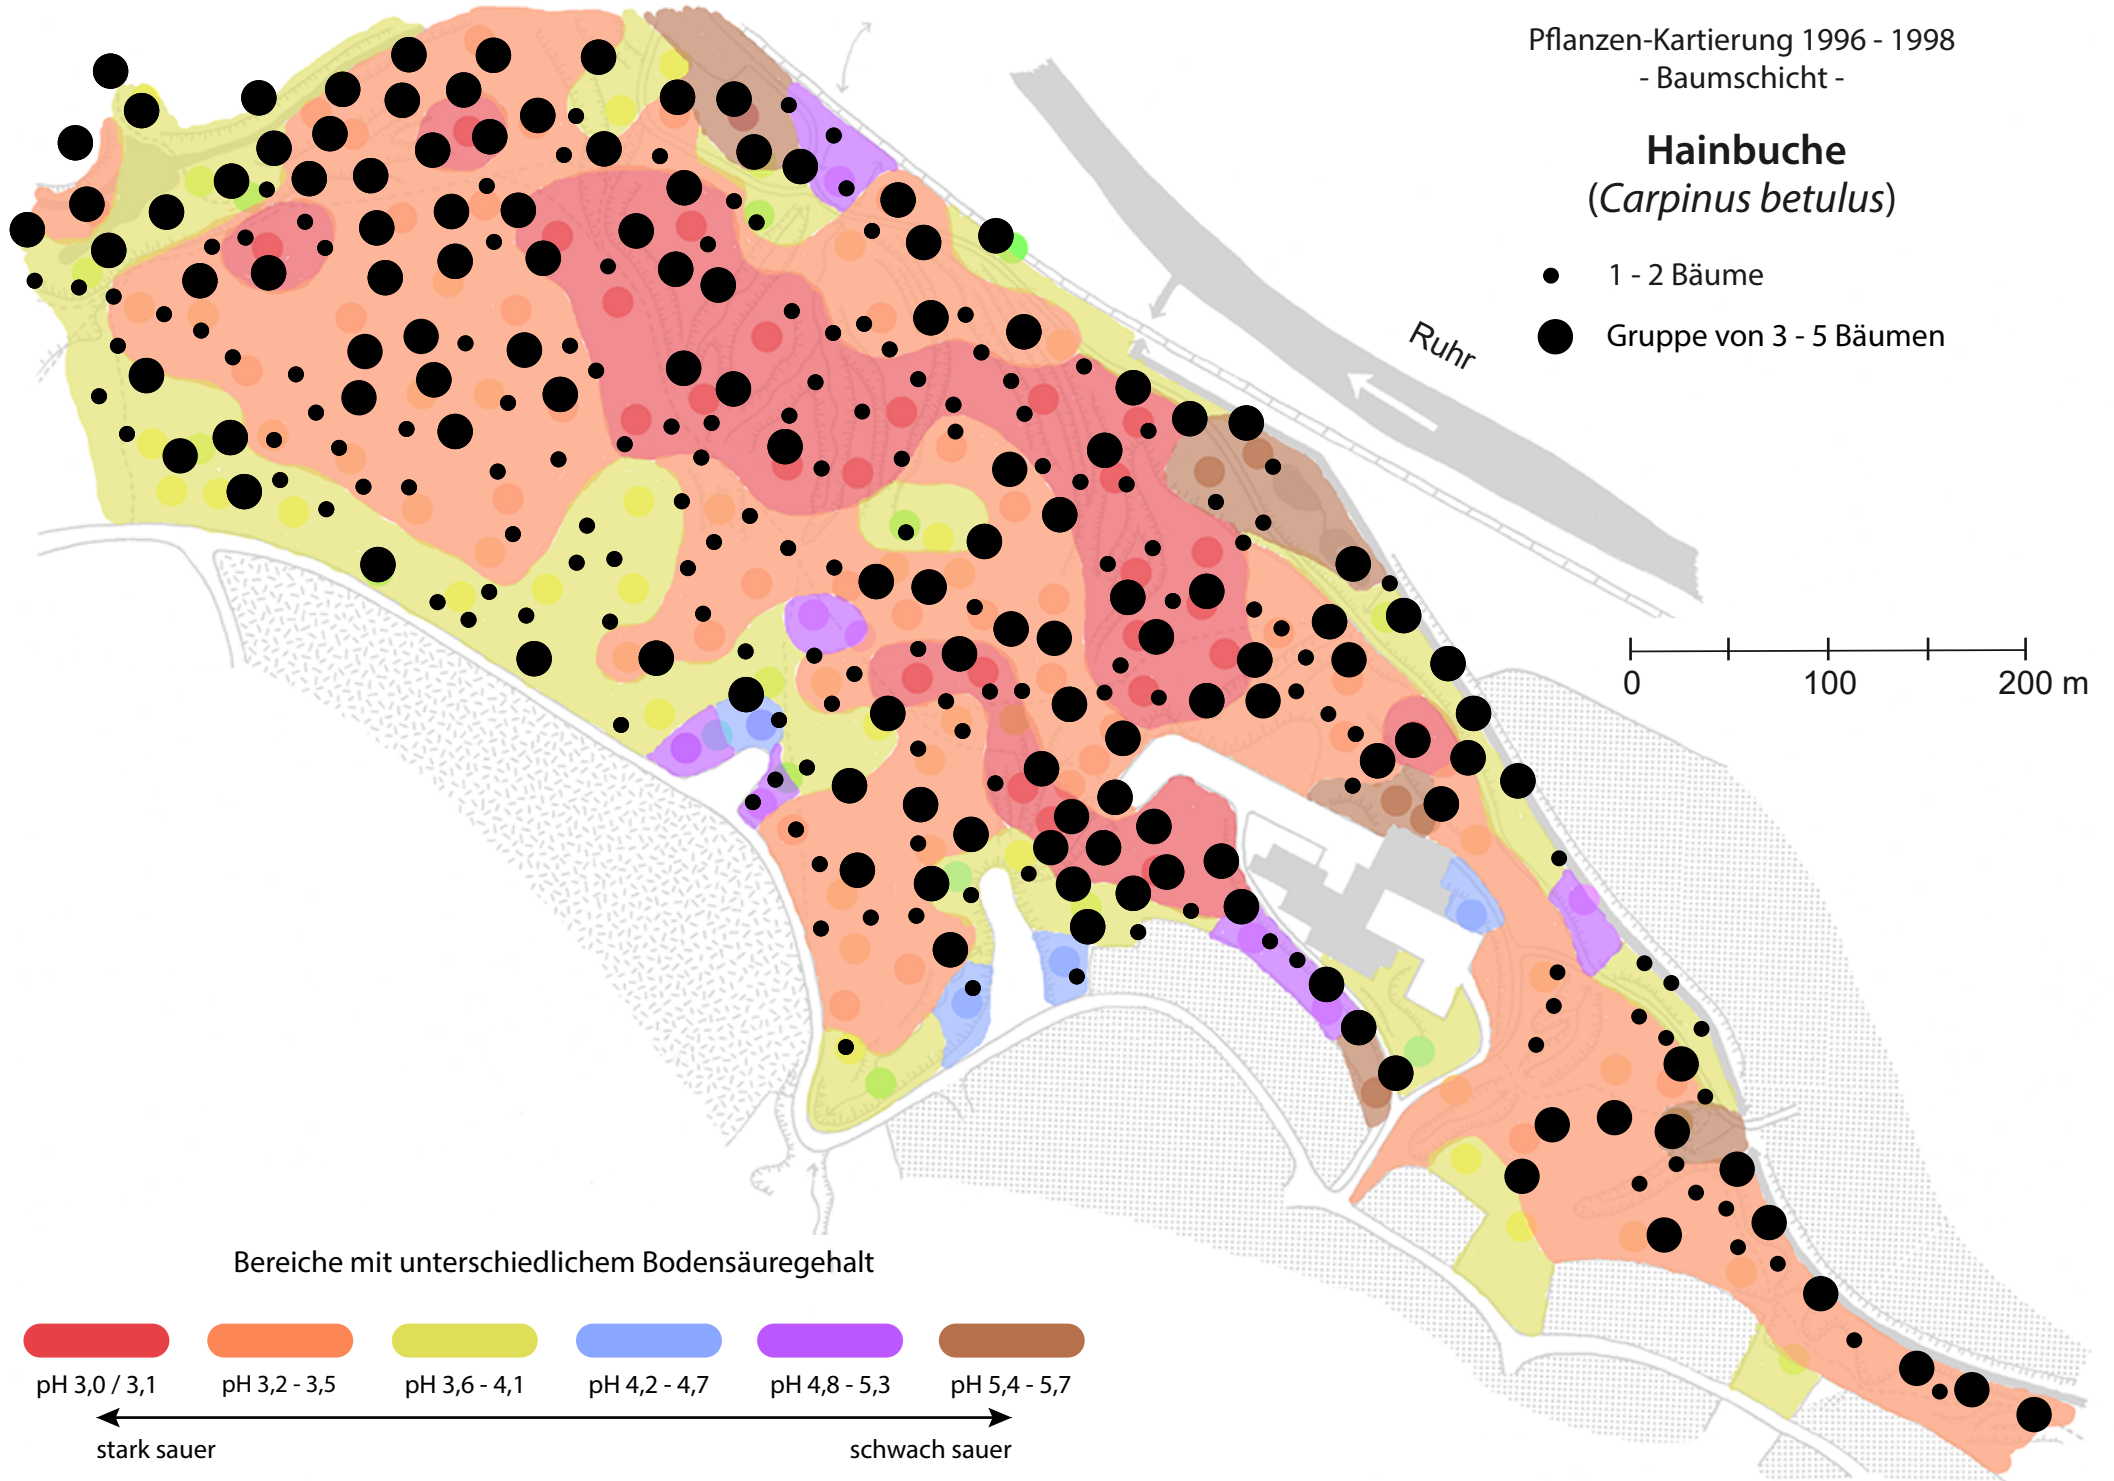 Pflanzen-Kartierung 1996 - 1998
- Baumschicht -
Hainbuche
(Carpinus betulus)
1 - 2 Bäume
Gruppe von 3 - 5 Bäumen
Ruhr
0 100 200 m
Bereiche mit unterschiedlichem Bodensäuregehalt
pH 3,0 / 3,1 pH 3,2 - 3,5 pH 3,6 - 4,1 pH 4,2 - 4,7 pH 4,8 - 5,3 pH 5,4 - 5,7
stark sauer schwach sauer